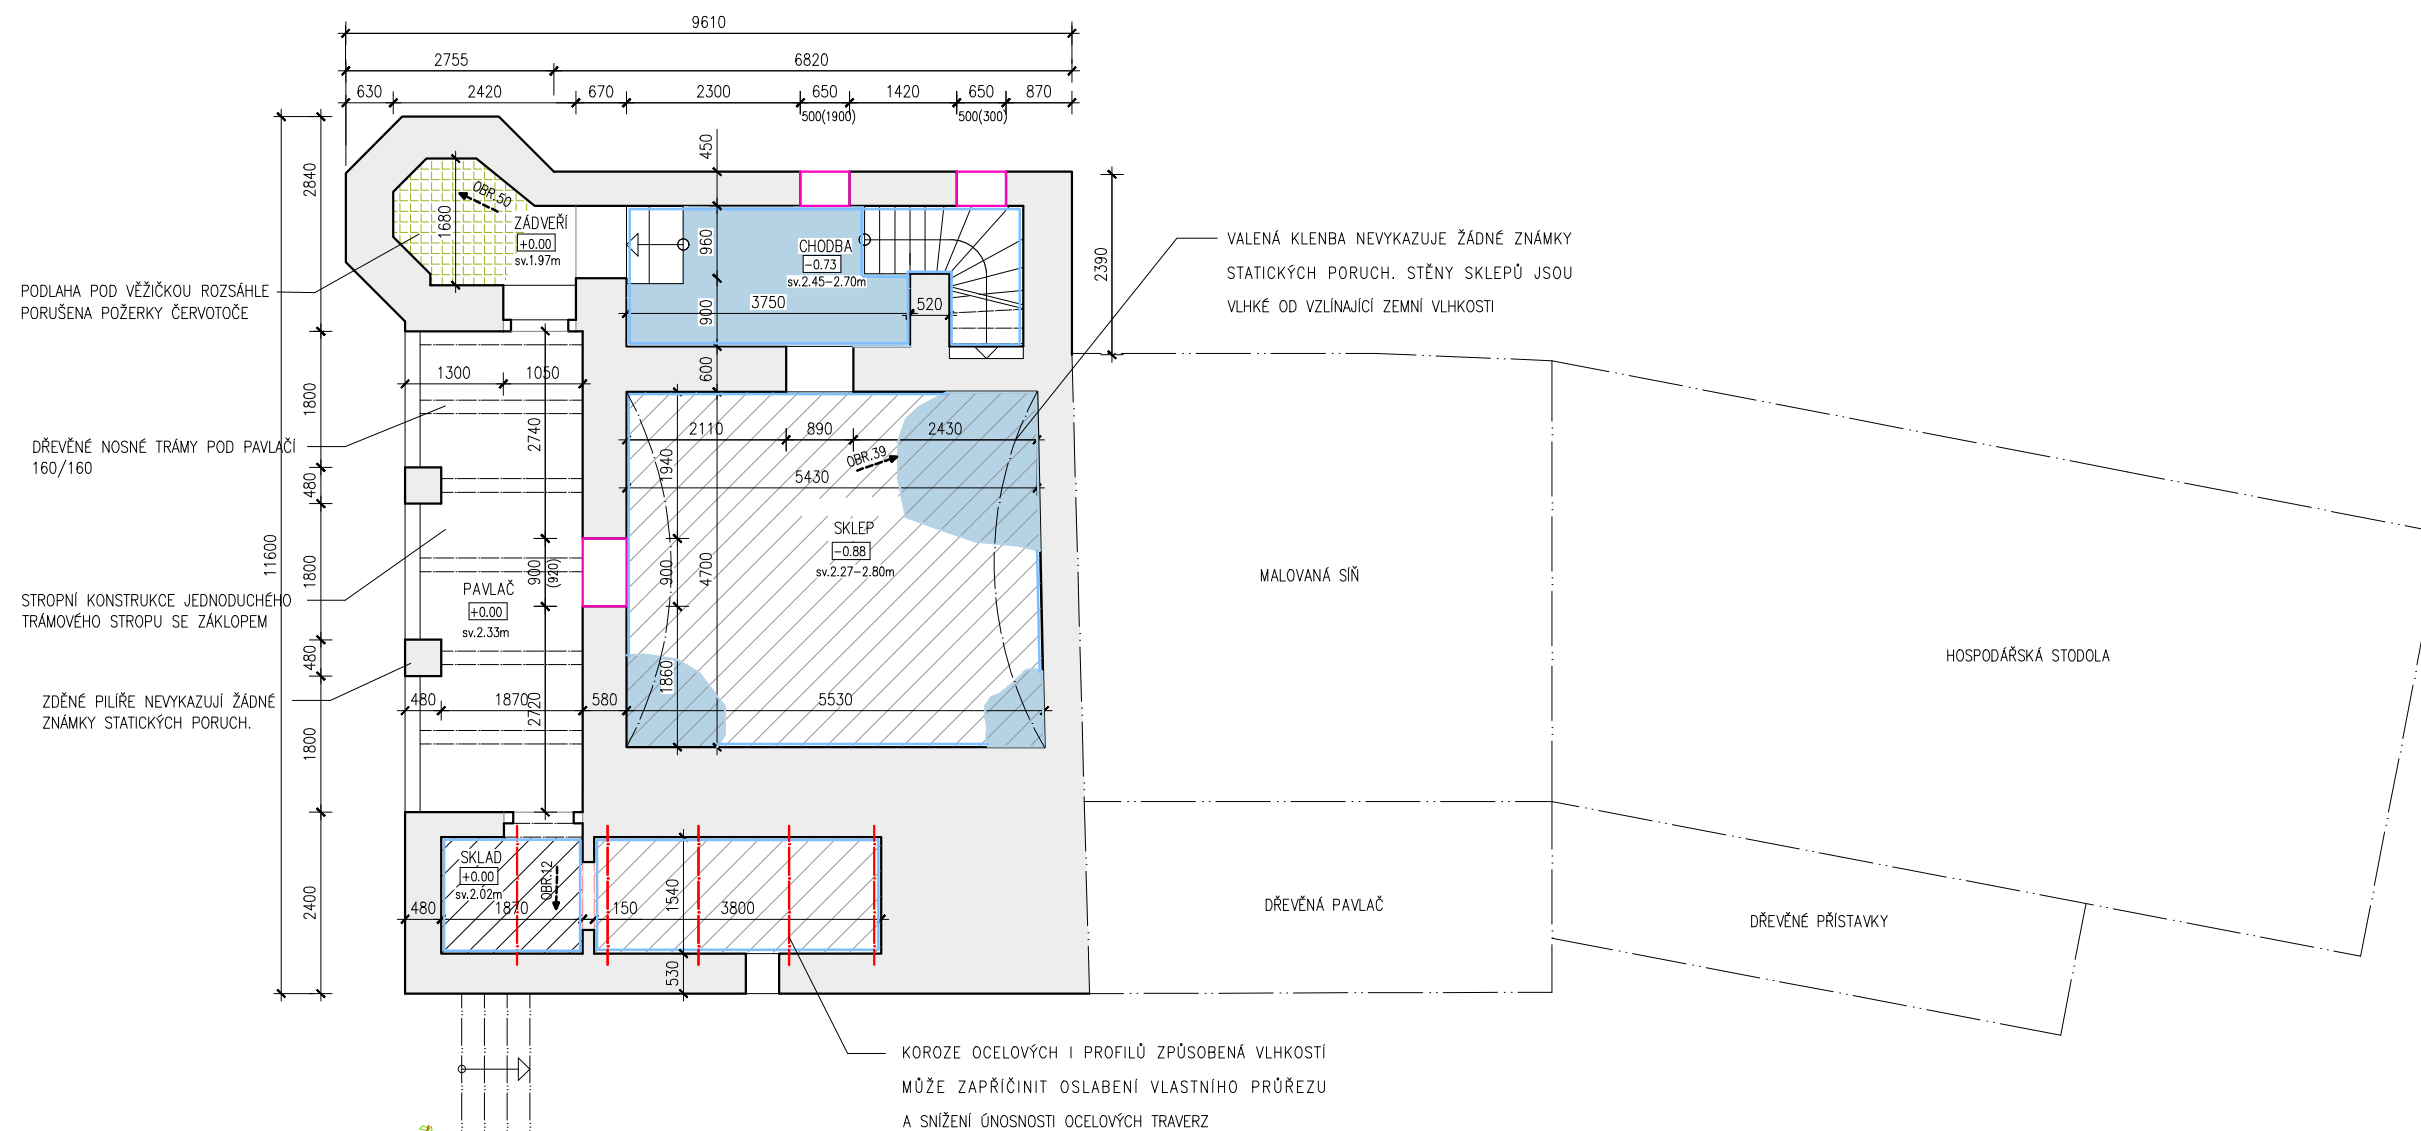 9610
2755 6820
630 2420 670 2300 650 1420 650 870
500(1900) 500(300)
450
2840
2390
OBR.50
1680
ZÁDVEŘÍ
+0.00
sv.1.97m
960
CHODBA
-0.73
sv.2.45-2.70m
3750
900
520
VALENÁ KLENBA NEVYKAZUJE ŽÁDNÉ ZNÁMKY
STATICKÝCH PORUCH. STĚNY SKLEPŮ JSOU
VLHKÉ OD VZLÍNAJÍCÍ ZEMNÍ VLHKOSTI
PODLAHA POD VĚŽIČKOU ROZSÁHLE
PORUŠENA POŽERKY ČERVOTOČE
600
1300 1050
1800
2740
DŘEVĚNÉ NOSNÉ TRÁMY POD PAVLAČÍ
160/160
2110 890 2430
1940
OBR.39
5430
480
SKLEP
-0.88
sv.2.27-2.80m
11600
1800
900
(920)
900
4700
PAVLAČ
+0.00
sv.2.33m
STROPNÍ KONSTRUKCE JEDNODUCHÉHO
TRÁMOVÉHO STROPU SE ZÁKLOPEM
MALOVANÁ SÍŇ
HOSPODÁŘSKÁ STODOLA
480
1860
ZDĚNÉ PILÍŘE NEVYKAZUJÍ ŽÁDNÉ
ZNÁMKY STATICKÝCH PORUCH.
480 1870 580 5530
2720
1800
SKLAD
+0.00
sv.2.02m
OBR.12
2400
480 1870 150 3800
1540
530
DŘEVĚNÁ PAVLAČ
DŘEVĚNÉ PŘÍSTAVKY
KOROZE OCELOVÝCH I PROFILŮ ZPŮSOBENÁ VLHKOSTÍ
MŮŽE ZAPŘÍČINIT OSLABENÍ VLASTNÍHO PRŮŘEZU
A SNÍŽENÍ ÚNOSNOSTI OCELOVÝCH TRAVERZ